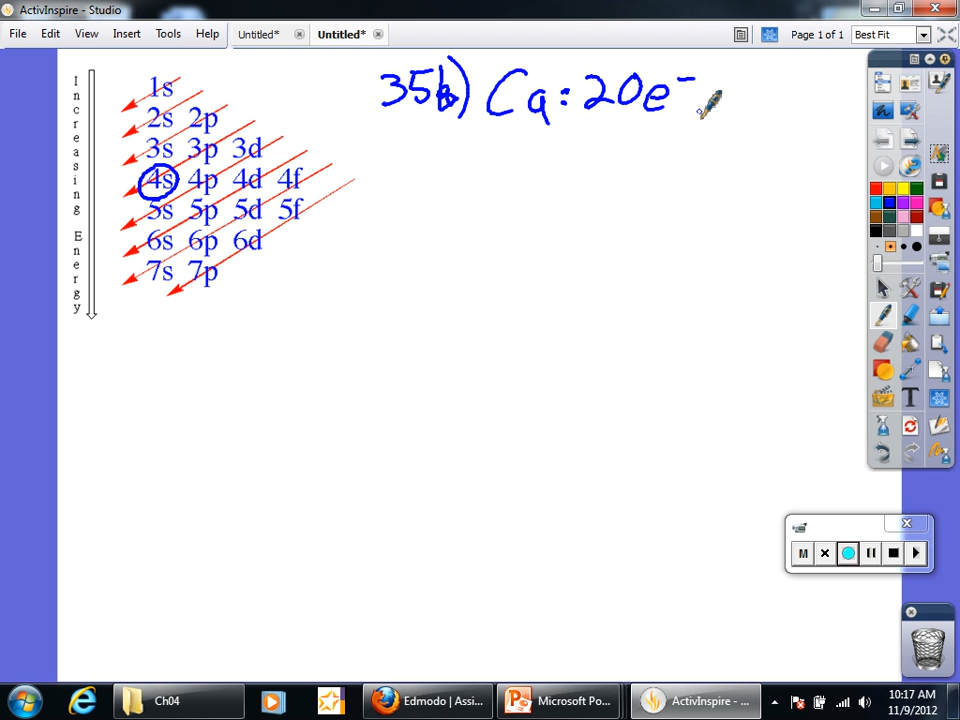 ActivInspire - Studio
File Edit View Insert Tools Help Untitled* Untitled* Page 1 of 1 Best Fit
Increasing Energy
1s
2s 2p
3s 3p 3d
4s 4p 4d 4f
5s 5p 5d 5f
6s 6p 6d
7s 7p
35b) Ca: 20e⁻
M
T
Ch04 Edmodo | Assi... Microsoft Po... ActivInspire - ... 10:17 AM
11/9/2012